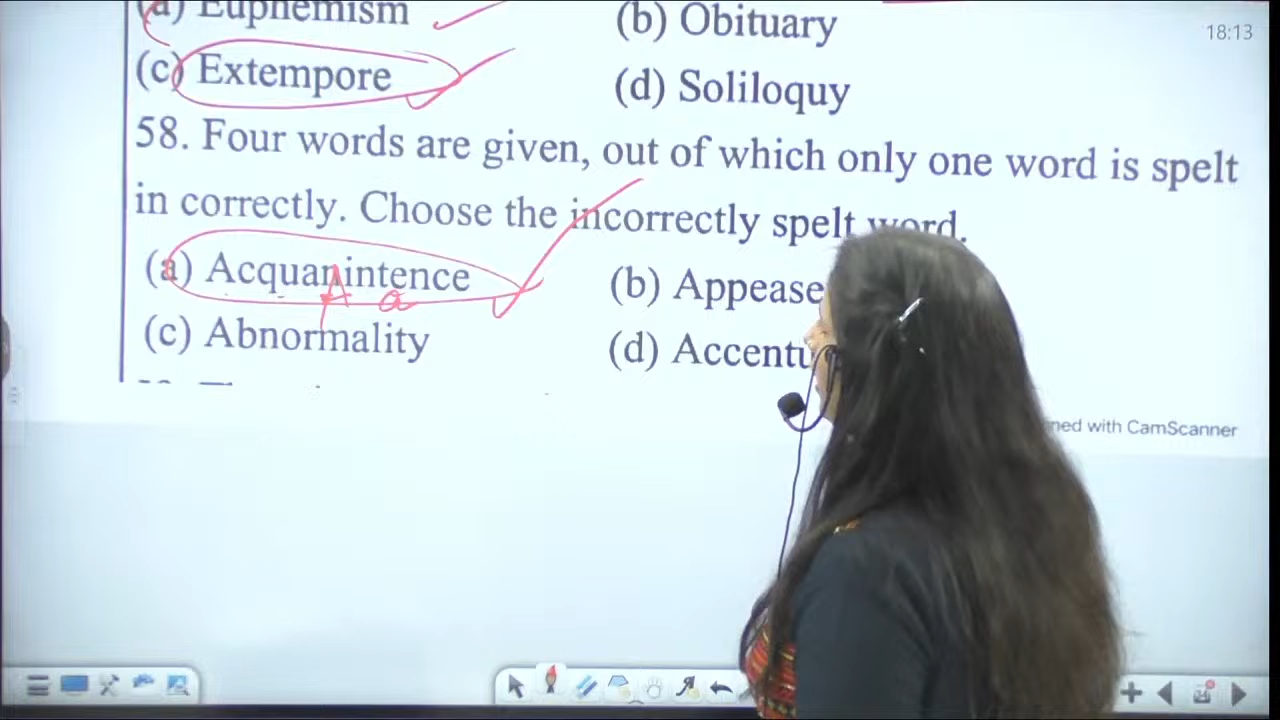 (a) Euphemism (b) Obituary
18:13
(c) Extempore (d) Soliloquy
58. Four words are given, out of which only one word is spelt
in correctly. Choose the incorrectly spelt word.
(a) Acquanintence (b) Appease
A a
(c) Abnormality (d) Accentu
ned with CamScanner